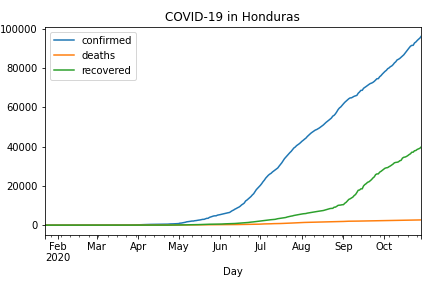 COVID-19 in Honduras
confirmed
deaths
recovered
100000
80000
60000
40000
20000
0
Feb Mar Apr May Jun Jul Aug Sep Oct
2020
Day